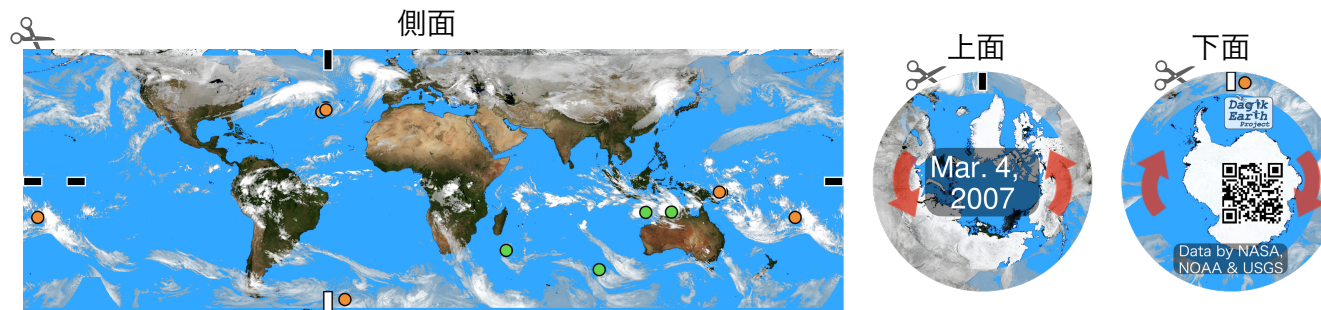 側面
上面
下面
Mar. 4,
2007
Dagik
Earth
Project
Data by NASA,
NOAA & USGS